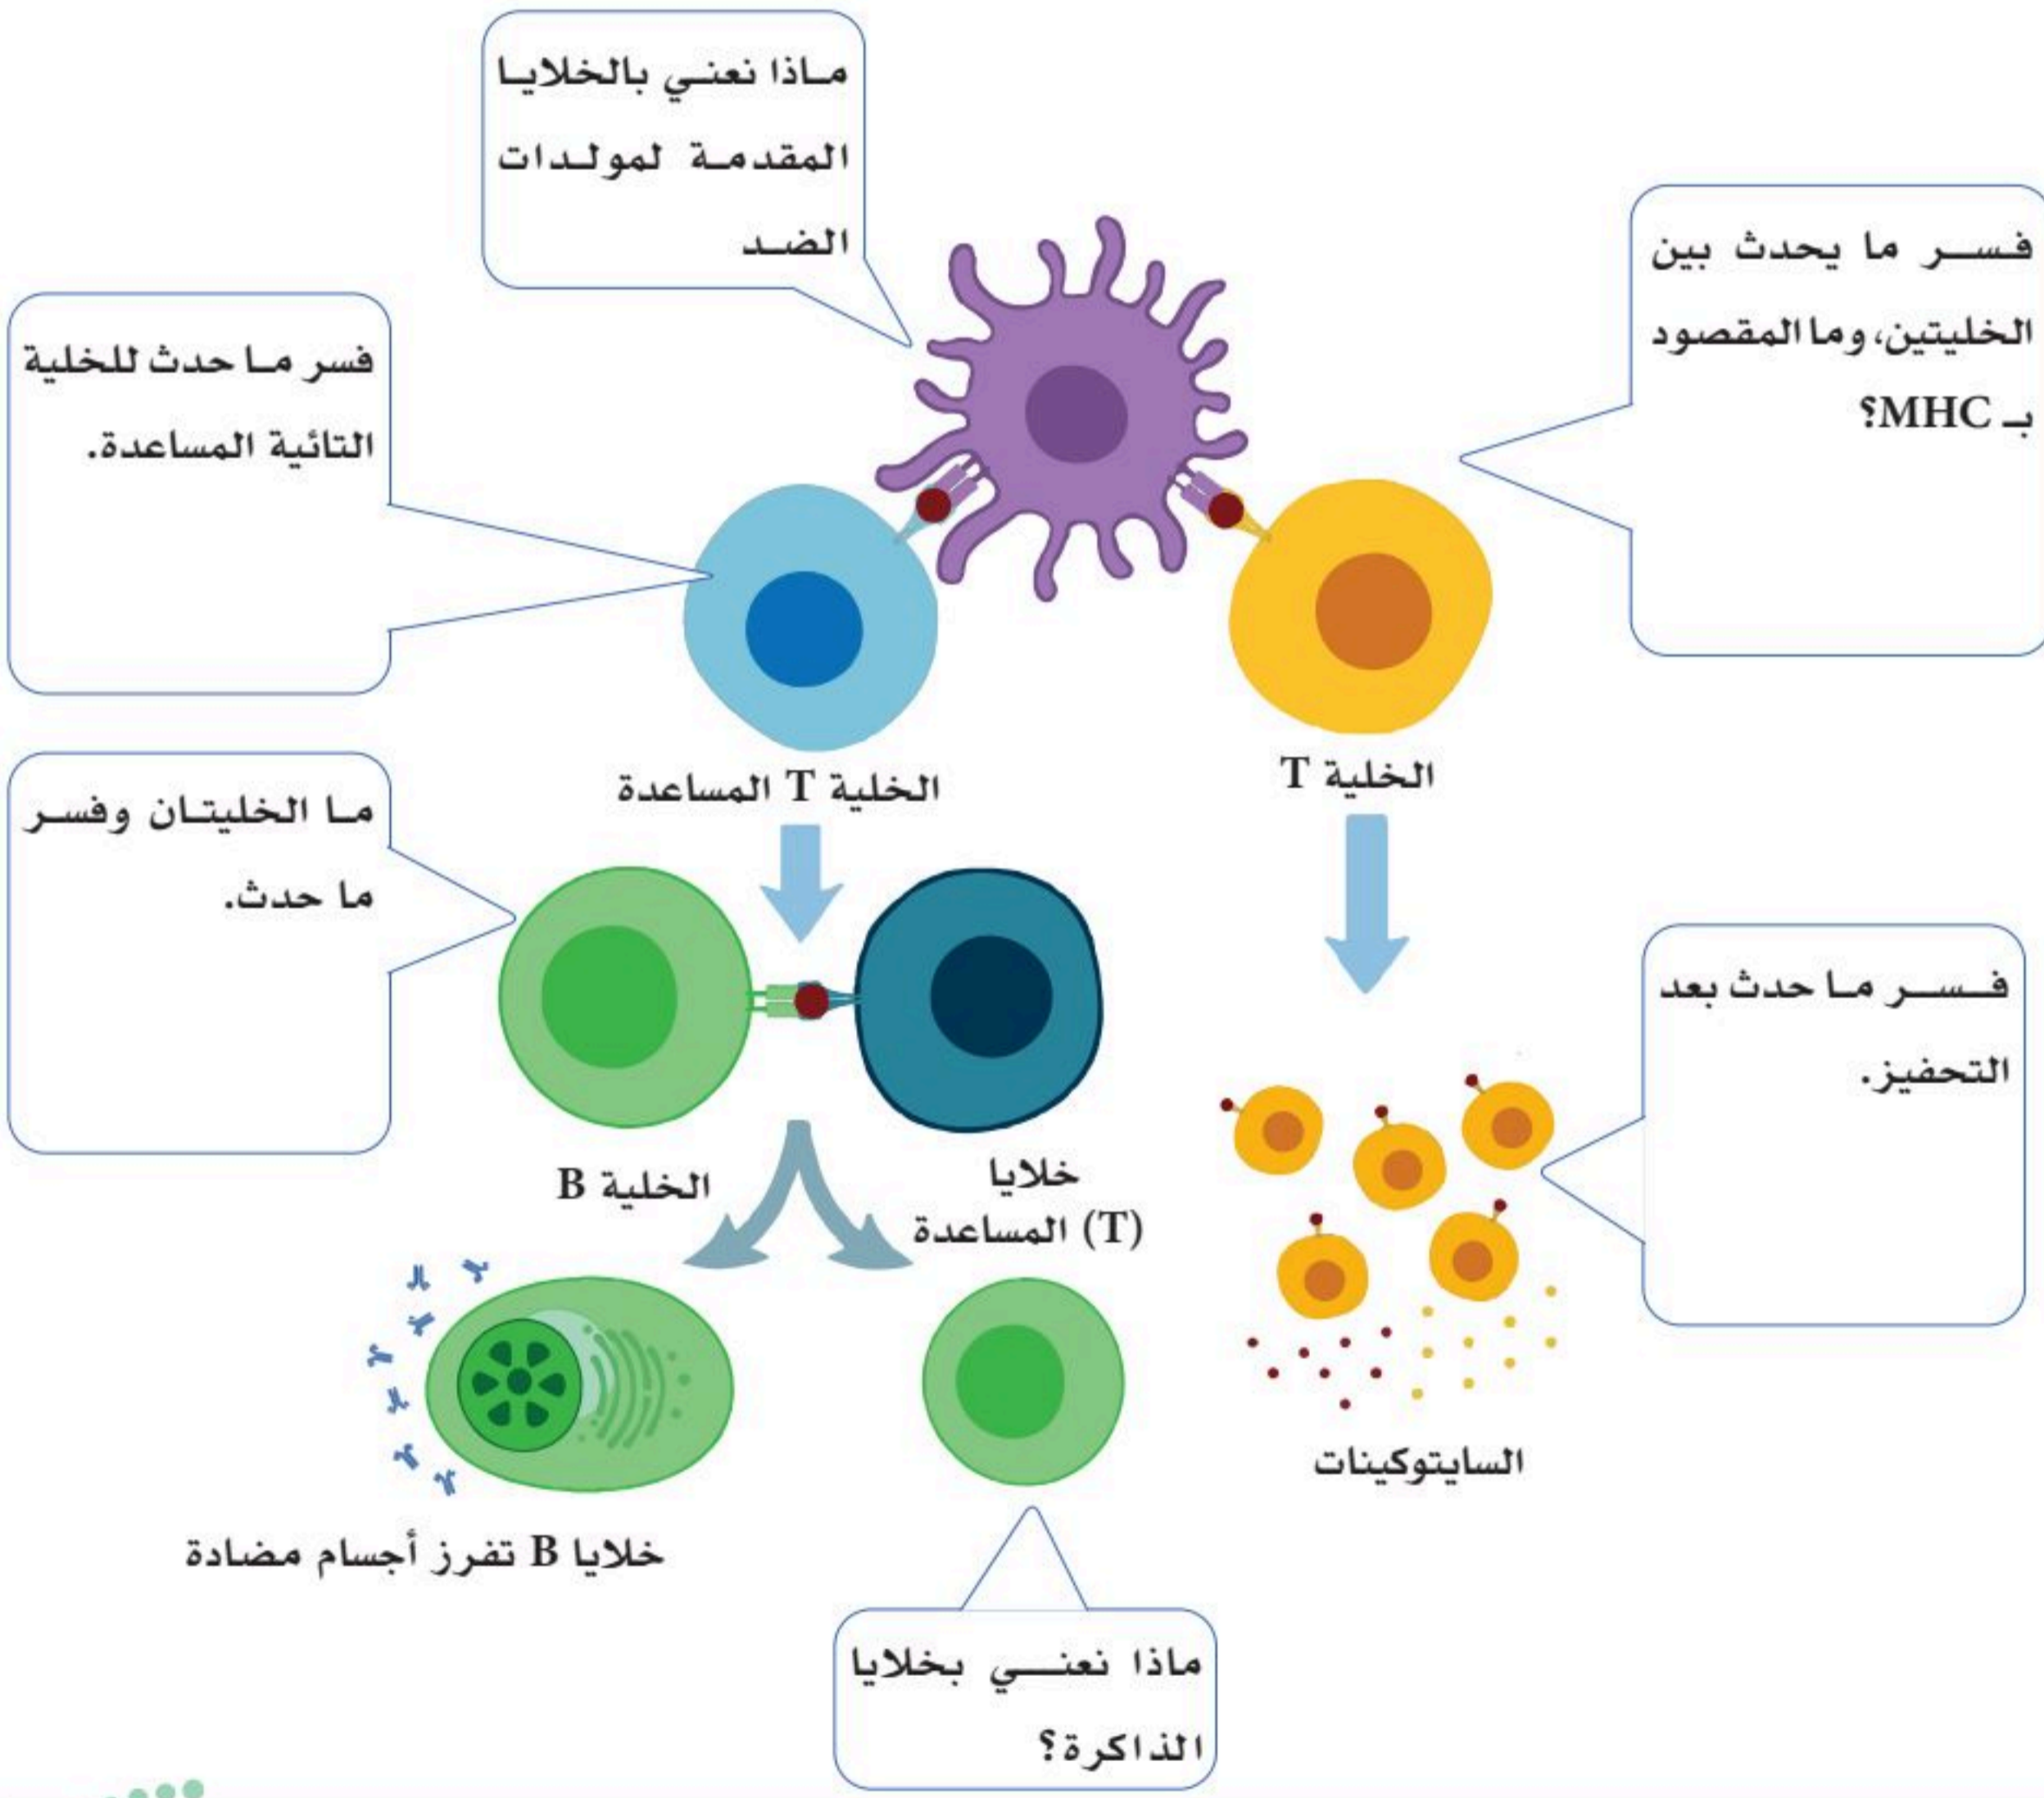 ماذا نعني بالخلايا
المقدمة لمولدات
الضد
فسر ما يحدث بين
الخليتين، وما المقصود
بـ MHC؟
فسر ما حدث للخلية
التائية المساعدة.
الخلية T
الخلية T المساعدة
ما الخليتان وفسر
ما حدث.
فسر ما حدث بعد
التحفيز.
خلايا
(T) المساعدة
الخلية B
السايتوكينات
خلايا B تفرز أجسام مضادة
ماذا نعني بخلايا
الذاكرة؟